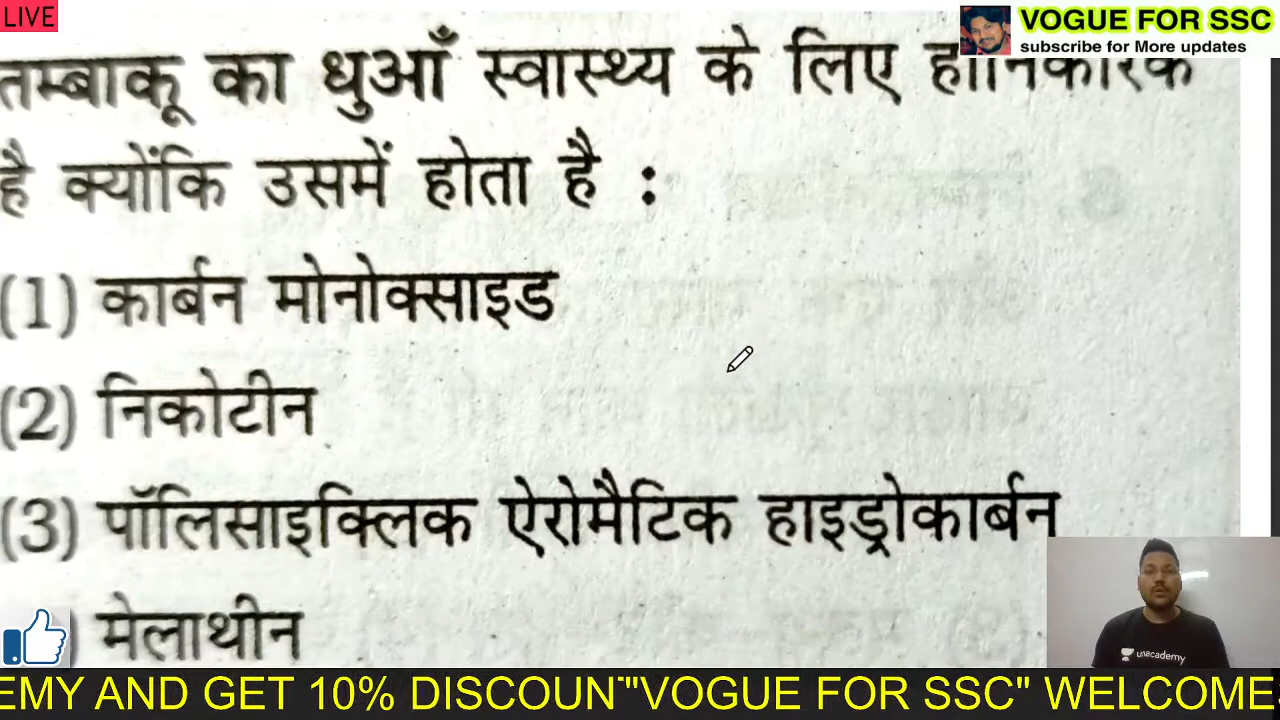 LIVE
VOGUE FOR SSC
subscribe for More updates
तम्बाकू का धुआँ स्वास्थ्य के लिए हानिकारक
है क्योंकि उसमें होता है :
(1) कार्बन मोनोक्साइड
(2) निकोटीन
(3) पॉलिसाइक्लिक ऐरोमैटिक हाइड्रोकार्बन
मेलाथीन
unacademy
EMY AND GET 10% DISCOUN""VOGUE FOR SSC" WELCOME